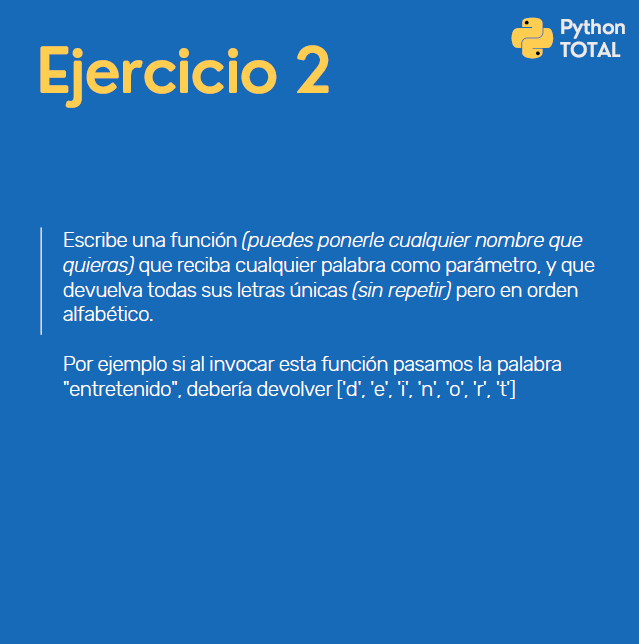 Ejercicio 2
Python
TOTAL
Escribe una función (puedes ponerle cualquier nombre que
quieras) que reciba cualquier palabra como parámetro, y que
devuelva todas sus letras únicas (sin repetir) pero en orden
alfabético.
Por ejemplo si al invocar esta función pasamos la palabra
"entretenido", debería devolver ['d', 'e', 'i', 'n', 'o', 'r', 't']